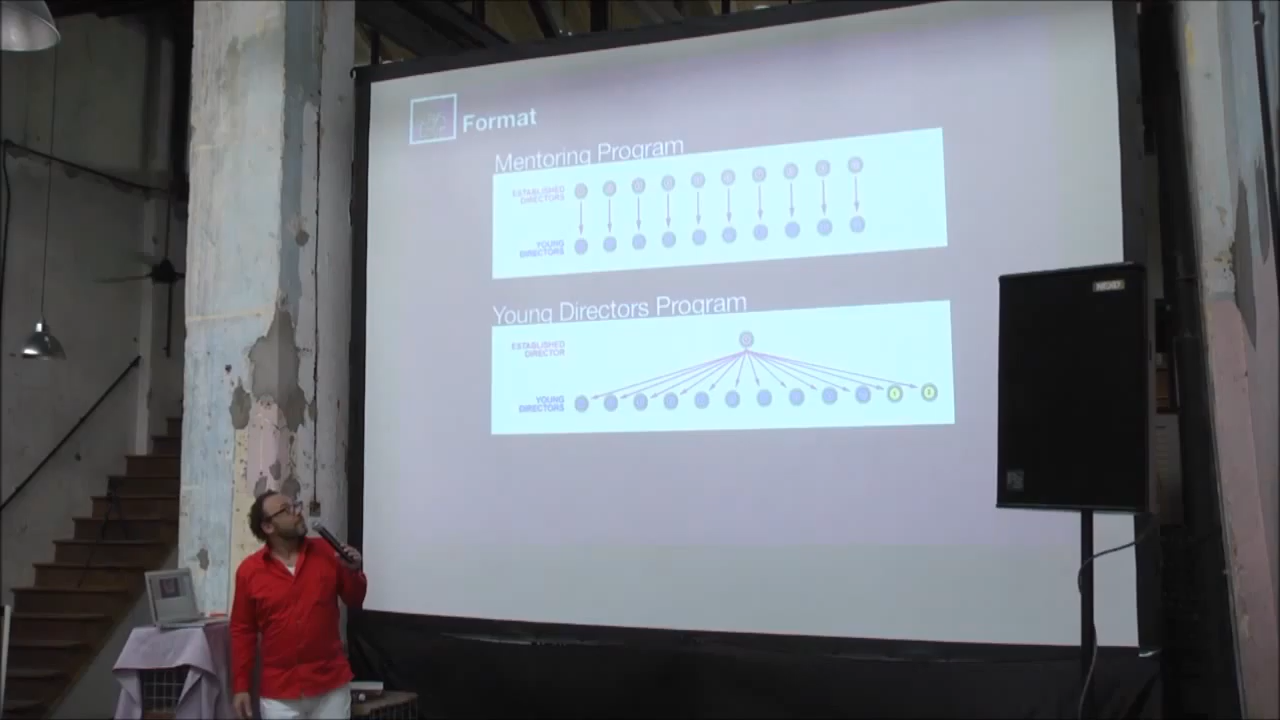 Format
Mentoring Program
ESTABLISHED
DIRECTORS
YOUNG
DIRECTORS
Young Directors Program
ESTABLISHED
DIRECTOR
YOUNG
DIRECTORS